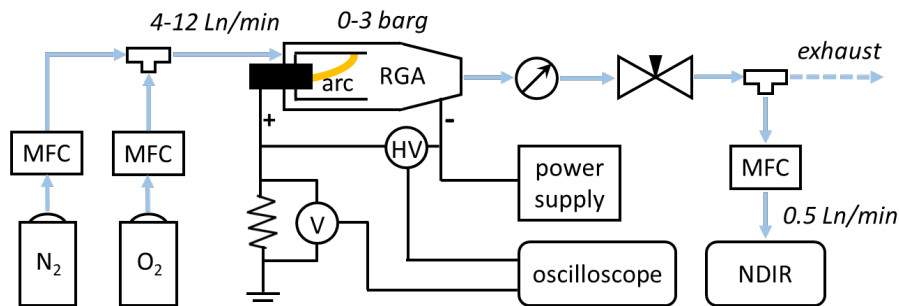 4-12 Ln/min
0-3 barg
exhaust
arc
RGA
+
-
MFC
MFC
HV
power
supply
MFC
V
0.5 Ln/min
N₂
O₂
oscilloscope
NDIR